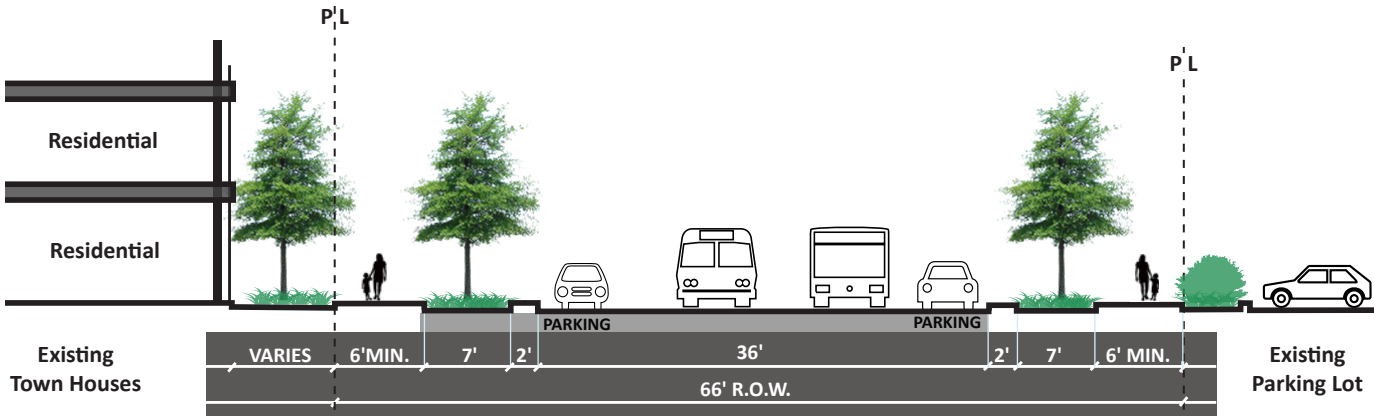 P L
P L
Residential
Residential
PARKING
PARKING
VARIES 6'MIN. 7' 2' 36' 2' 7' 6' MIN.
66' R.O.W.
Existing
Town Houses
Existing
Parking Lot